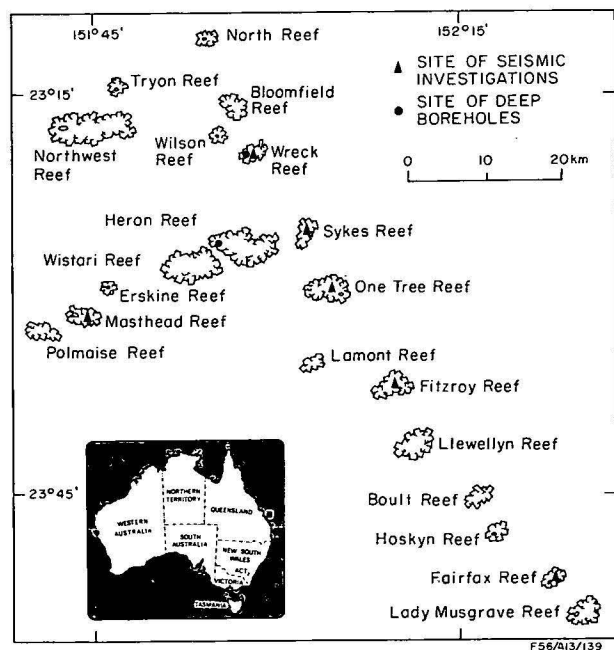 151°45'
152°15'
North Reef
▲ SITE OF SEISMIC
INVESTIGATIONS
● SITE OF DEEP
BOREHOLES
0 10 20 km
23°15'
Tryon Reef
Bloomfield
Reef
Wilson
Reef
Northwest
Reef
Wreck
Reef
Heron Reef
Sykes Reef
Wistari Reef
Erskine Reef
One Tree Reef
Masthead Reef
Polmaise Reef
Lamont Reef
Fitzroy Reef
Llewellyn Reef
23°45'
Boult Reef
Hoskyn Reef
Fairfax Reef
Lady Musgrave Reef
WESTERN
AUSTRALIA
NORTHERN
TERRITORY
QUEENSLAND
SOUTH
AUSTRALIA
NEW SOUTH
WALES
ACT
VICTORIA
TASMANIA
F56/A13/139